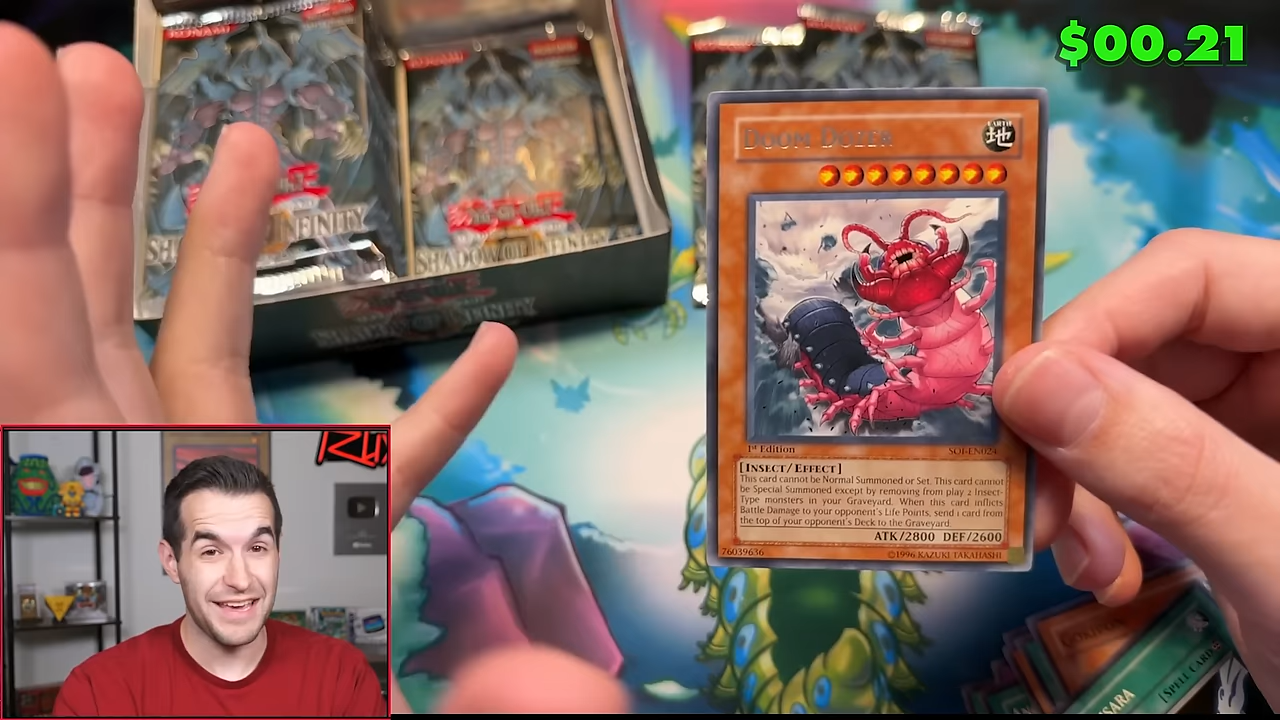 $00.21
KONAMI
KONAMI
SHADOW OF INFINITY
SHADOW OF INFINITY
DOOM DOZER
EARTH
地
1st Edition
SOI-EN024
[INSECT/EFFECT]
This card cannot be Normal Summoned or Set. This card cannot
be Special Summoned except by removing from play 2 Insect-
Type monsters in your Graveyard. When this card inflicts
Battle Damage to your opponent's Life Points, send 1 card from
the top of your opponent's Deck to the Graveyard.
ATK/2800 DEF/2600
76039636
©1996 KAZUKI TAKAHASHI
[SPELL CARD